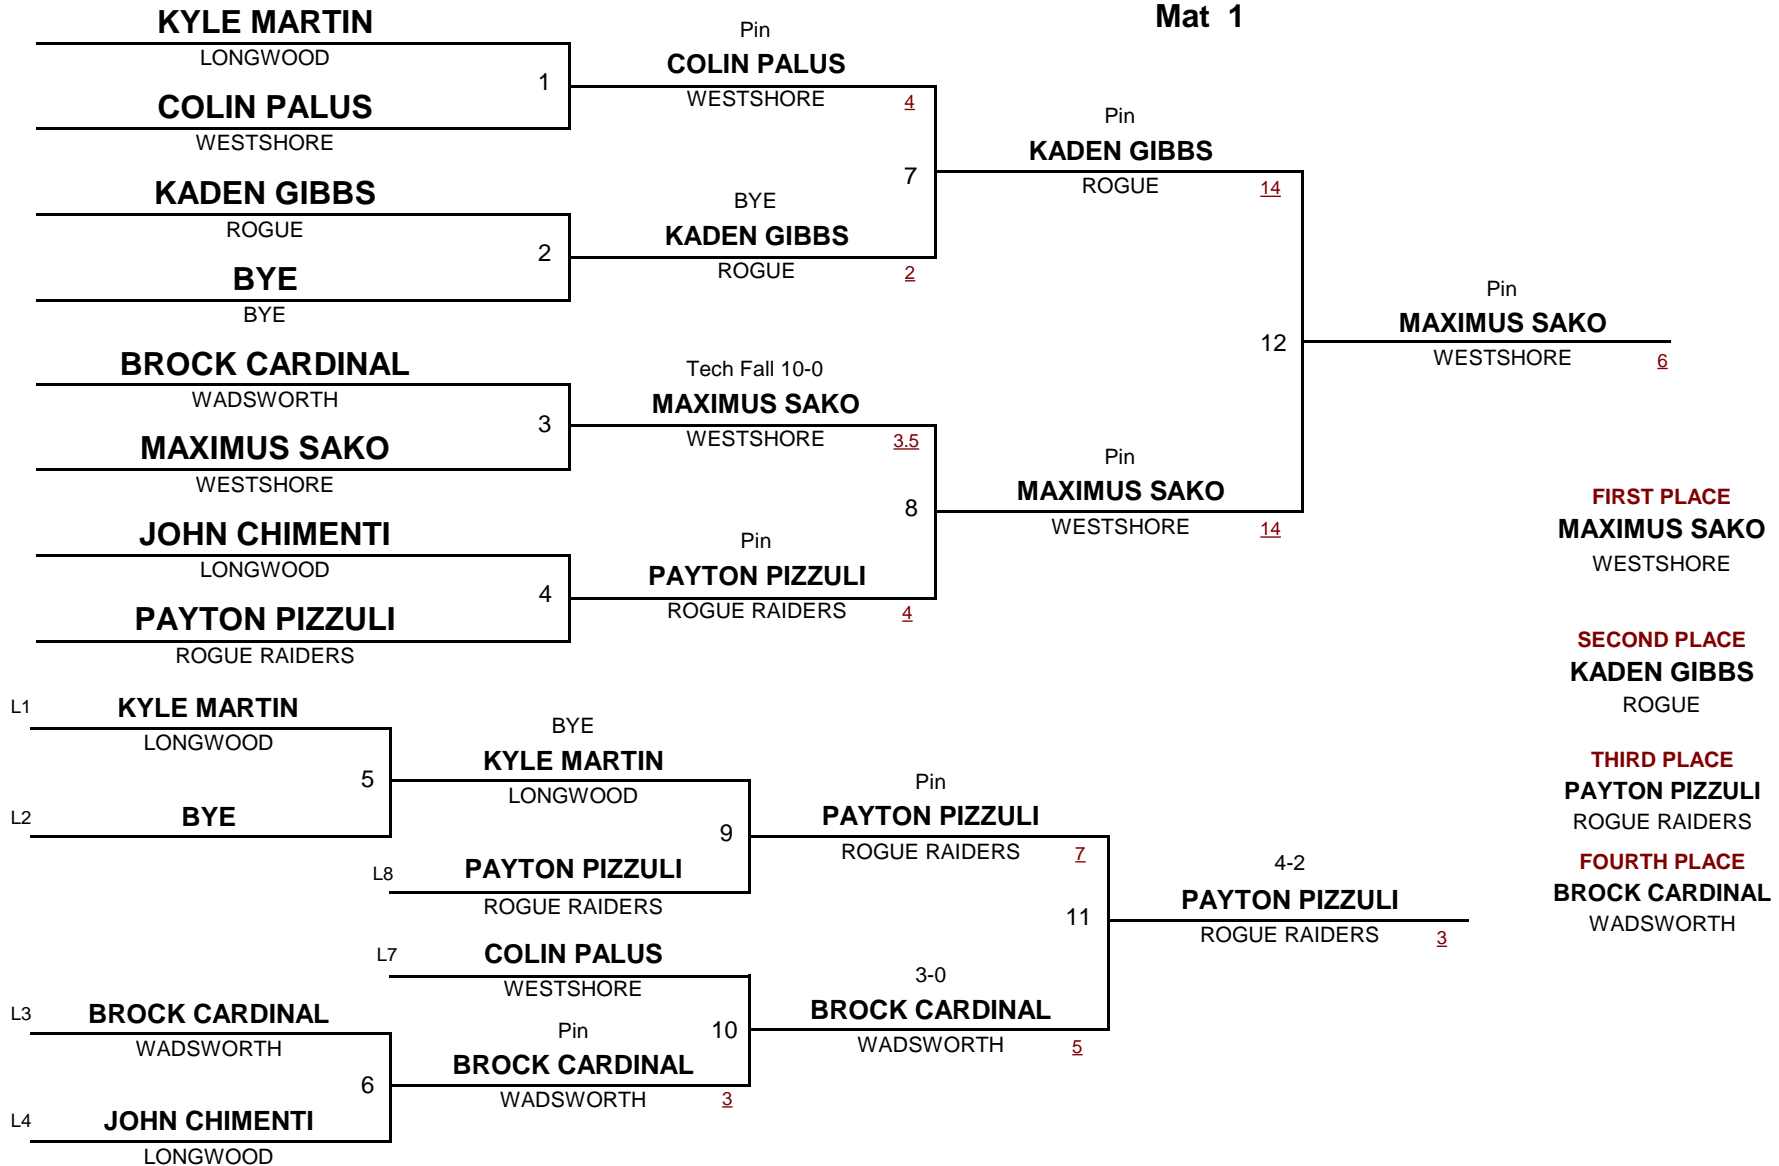 Mat 1
KYLE MARTIN
LONGWOOD
1
COLIN PALUS
WESTSHORE
KADEN GIBBS
ROGUE
2
BYE
BYE
BROCK CARDINAL
WADSWORTH
3
MAXIMUS SAKO
WESTSHORE
JOHN CHIMENTI
LONGWOOD
4
PAYTON PIZZULI
ROGUE RAIDERS
Pin
COLIN PALUS
WESTSHORE 4
7
BYE
KADEN GIBBS
ROGUE 2
Tech Fall 10-0
MAXIMUS SAKO
WESTSHORE 3.5
8
Pin
PAYTON PIZZULI
ROGUE RAIDERS 4
Pin
KADEN GIBBS
ROGUE 14
12
Pin
MAXIMUS SAKO
WESTSHORE 14
Pin
MAXIMUS SAKO
WESTSHORE 6
FIRST PLACE
MAXIMUS SAKO
WESTSHORE
SECOND PLACE
KADEN GIBBS
ROGUE
THIRD PLACE
PAYTON PIZZULI
ROGUE RAIDERS
FOURTH PLACE
BROCK CARDINAL
WADSWORTH
L1 KYLE MARTIN
LONGWOOD
5
L2 BYE
BYE
KYLE MARTIN
LONGWOOD
9
L8 PAYTON PIZZULI
ROGUE RAIDERS
L7 COLIN PALUS
WESTSHORE
10
L3 BROCK CARDINAL
WADSWORTH
6
L4 JOHN CHIMENTI
LONGWOOD
Pin
BROCK CARDINAL
WADSWORTH 3
Pin
PAYTON PIZZULI
ROGUE RAIDERS 7
11
3-0
BROCK CARDINAL
WADSWORTH 5
4-2
PAYTON PIZZULI
ROGUE RAIDERS 3